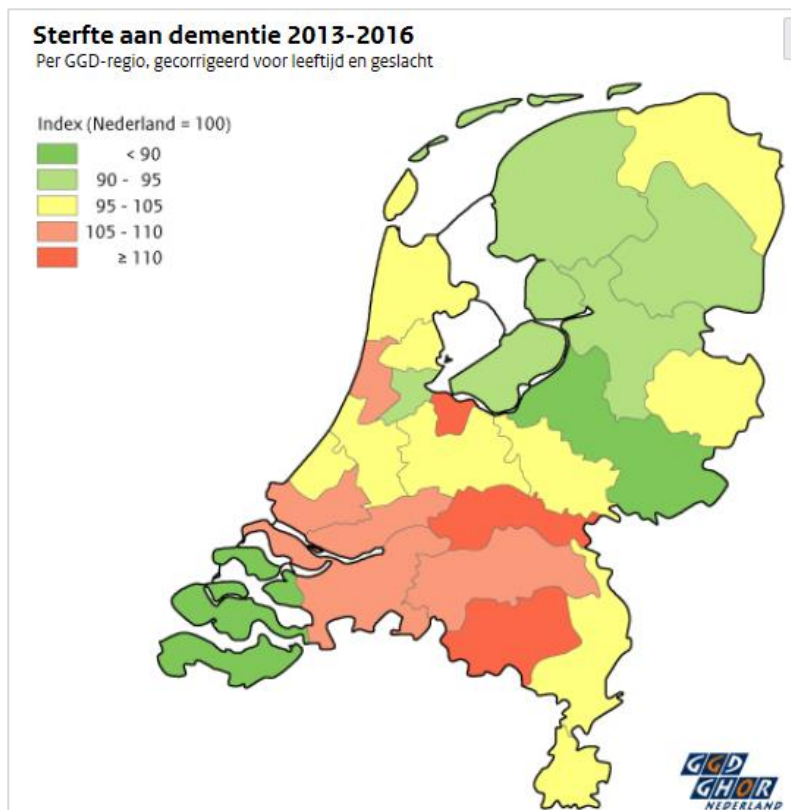 Sterfte aan dementie 2013-2016
Per GGD-regio, gecorrigeerd voor leeftijd en geslacht
Index (Nederland = 100)
< 90
90 - 95
95 - 105
105 - 110
≥ 110
GGD
GHOR
NEDERLAND